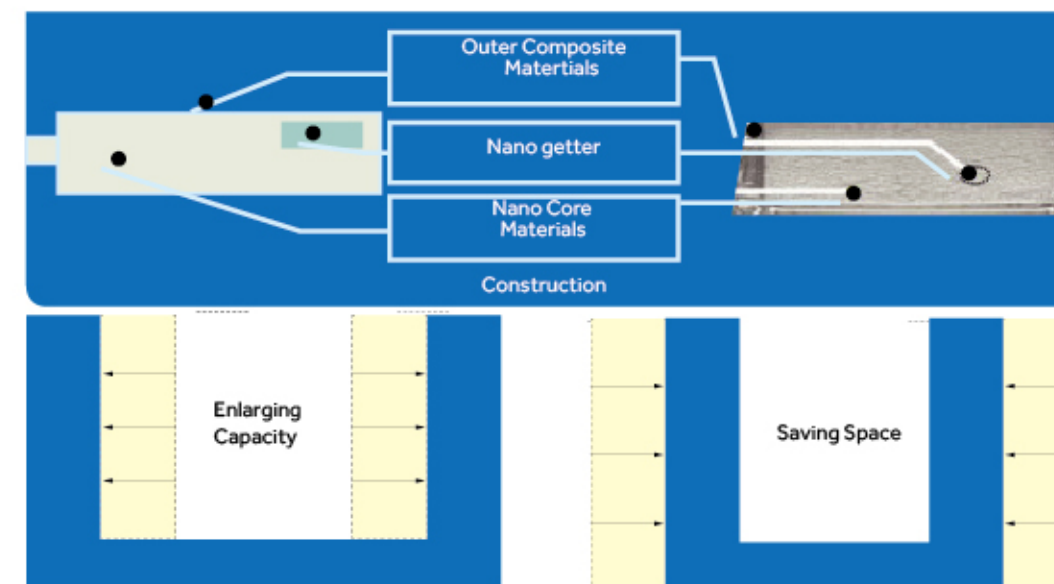 Outer Composite
Matertials
Nano getter
Nano Core
Materials
Construction
Enlarging
Capacity
Saving Space